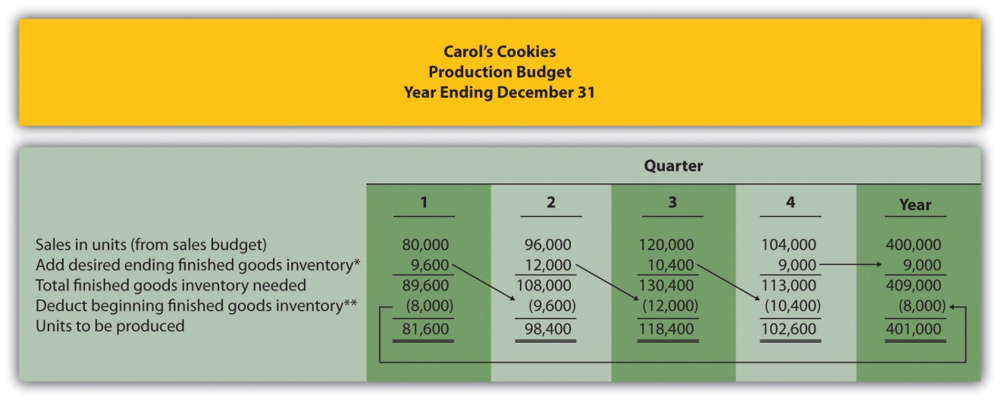 Carol’s Cookies
Production Budget
Year Ending December 31
Quarter
1 2 3 4 Year
Sales in units (from sales budget) 80,000 96,000 120,000 104,000 400,000
Add desired ending finished goods inventory* 9,600 12,000 10,400 9,000 9,000
Total finished goods inventory needed 89,600 108,000 130,400 113,000 409,000
Deduct beginning finished goods inventory** (8,000) (9,600) (12,000) (10,400) (8,000)
Units to be produced 81,600 98,400 118,400 102,600 401,000